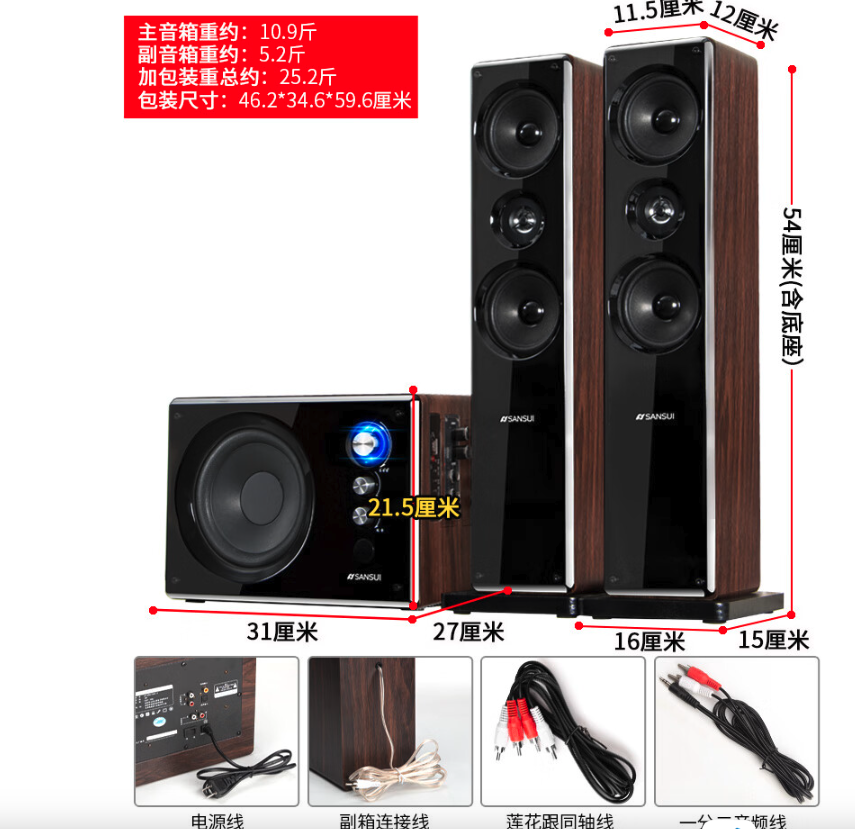 主音箱重约：10.9斤
副音箱重约：5.2斤
加包装重总约：25.2斤
包装尺寸：46.2*34.6*59.6厘米
11.5厘米
12厘米
54厘米(含底座)
SANSUI
SANSUI
21.5厘米
SANSUI
31厘米
27厘米
16厘米
15厘米
电源线
副箱连接线
莲花跟同轴线
一分二音频线